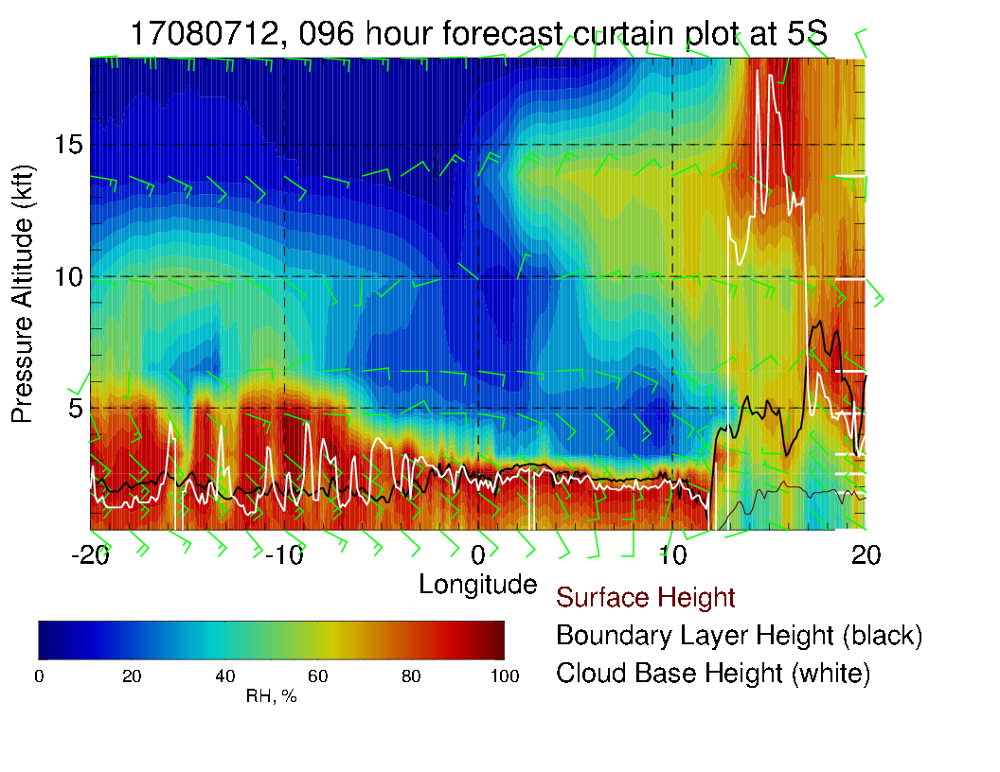 17080712, 096 hour forecast curtain plot at 5S
15
10
5
Pressure Altitude (kft)
-20 -10 0 10 20
Longitude
Surface Height
Boundary Layer Height (black)
Cloud Base Height (white)
0 20 40 60 80 100
RH, %